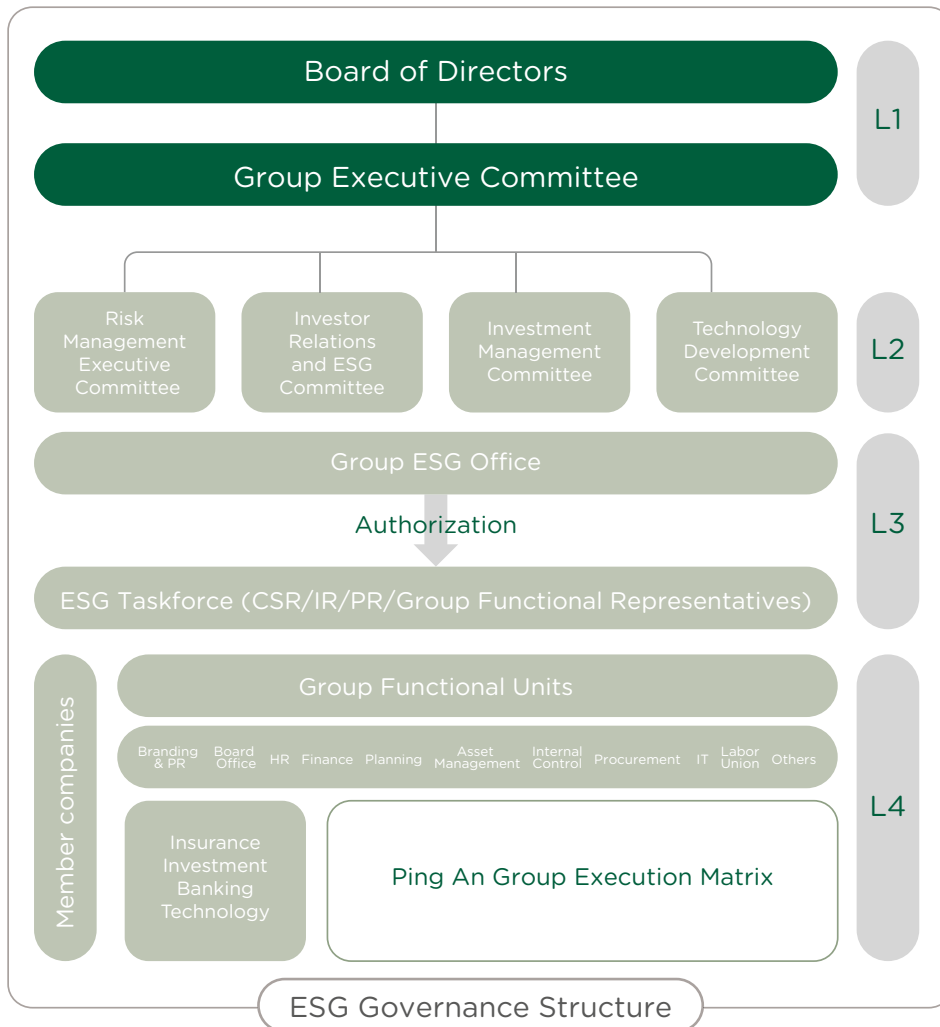 Board of Directors
L1
Group Executive Committee
Risk
Management
Executive
Committee
Investor
Relations
and ESG
Committee
Investment
Management
Committee
Technology
Development
Committee
L2
Group ESG Office
Authorization
L3
ESG Taskforce (CSR/IR/PR/Group Functional Representatives)
Member companies
Group Functional Units
Branding
& PR
Board
Office
HR
Finance
Planning
Asset
Management
Internal
Control
Procurement
IT
Labor
Union
Others
L4
Insurance
Investment
Banking
Technology
Ping An Group Execution Matrix
ESG Governance Structure